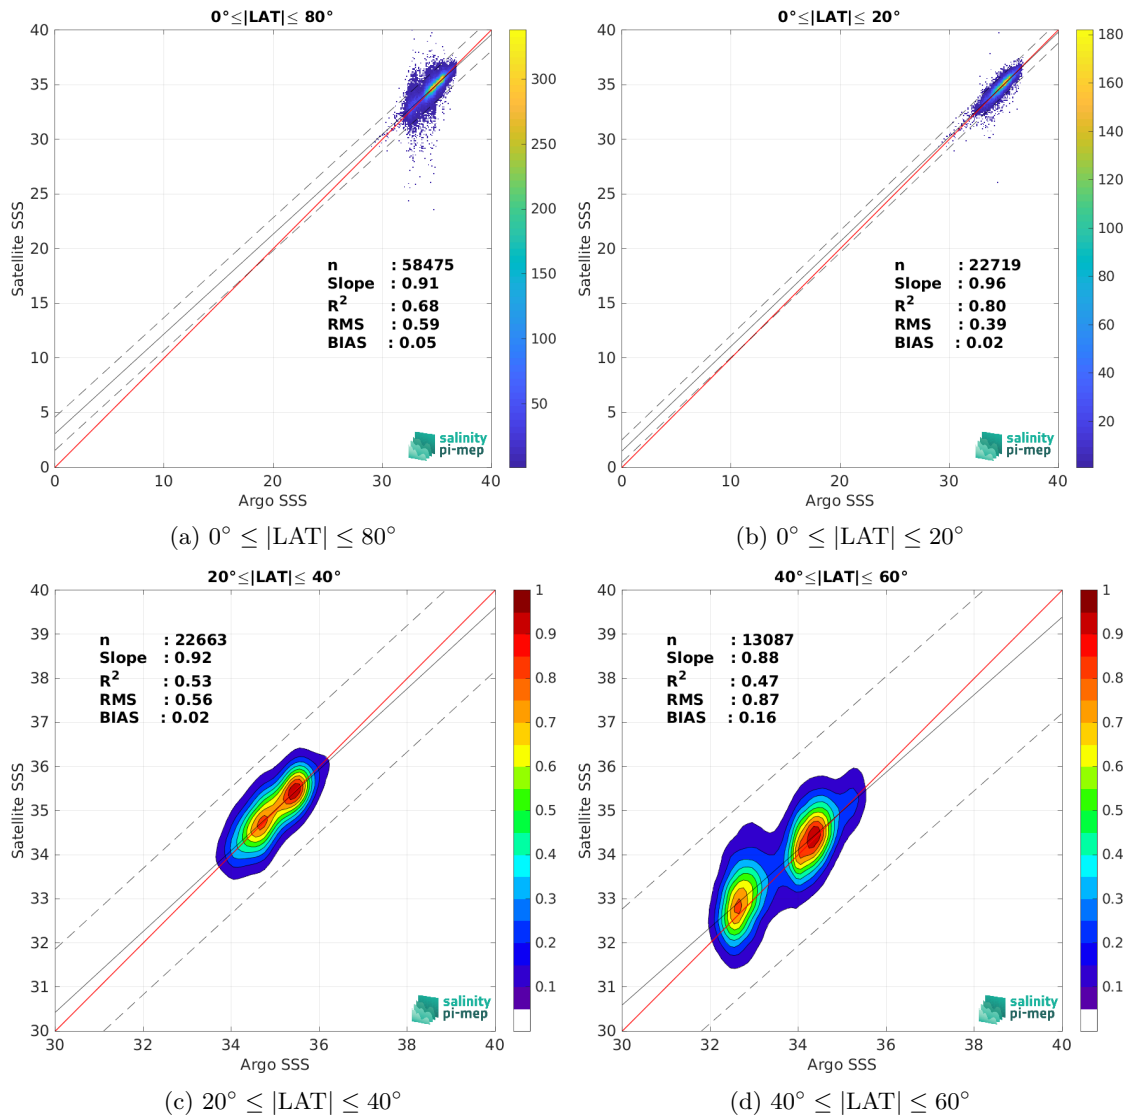 0°≤|LAT|≤ 80°
40
35
30
25
20
15
10
5
0
0
10
20
30
40
Satellite SSS
Argo SSS
n : 58475
Slope : 0.91
R² : 0.68
RMS : 0.59
BIAS : 0.05
salinity
pi-mep
300
250
200
150
100
50
(a) 0° ≤ |LAT| ≤ 80°
0°≤|LAT|≤ 20°
40
35
30
25
20
15
10
5
0
0
10
20
30
40
Satellite SSS
Argo SSS
n : 22719
Slope : 0.96
R² : 0.80
RMS : 0.39
BIAS : 0.02
salinity
pi-mep
180
160
140
120
100
80
60
40
20
(b) 0° ≤ |LAT| ≤ 20°
20°≤|LAT|≤ 40°
40
39
38
37
36
35
34
33
32
31
30
30
32
34
36
38
40
Satellite SSS
Argo SSS
n : 22663
Slope : 0.92
R² : 0.53
RMS : 0.56
BIAS : 0.02
salinity
pi-mep
1
0.9
0.8
0.7
0.6
0.5
0.4
0.3
0.2
0.1
(c) 20° ≤ |LAT| ≤ 40°
40°≤|LAT|≤ 60°
40
39
38
37
36
35
34
33
32
31
30
30
32
34
36
38
40
Satellite SSS
Argo SSS
n : 13087
Slope : 0.88
R² : 0.47
RMS : 0.87
BIAS : 0.16
salinity
pi-mep
1
0.9
0.8
0.7
0.6
0.5
0.4
0.3
0.2
0.1
(d) 40° ≤ |LAT| ≤ 60°